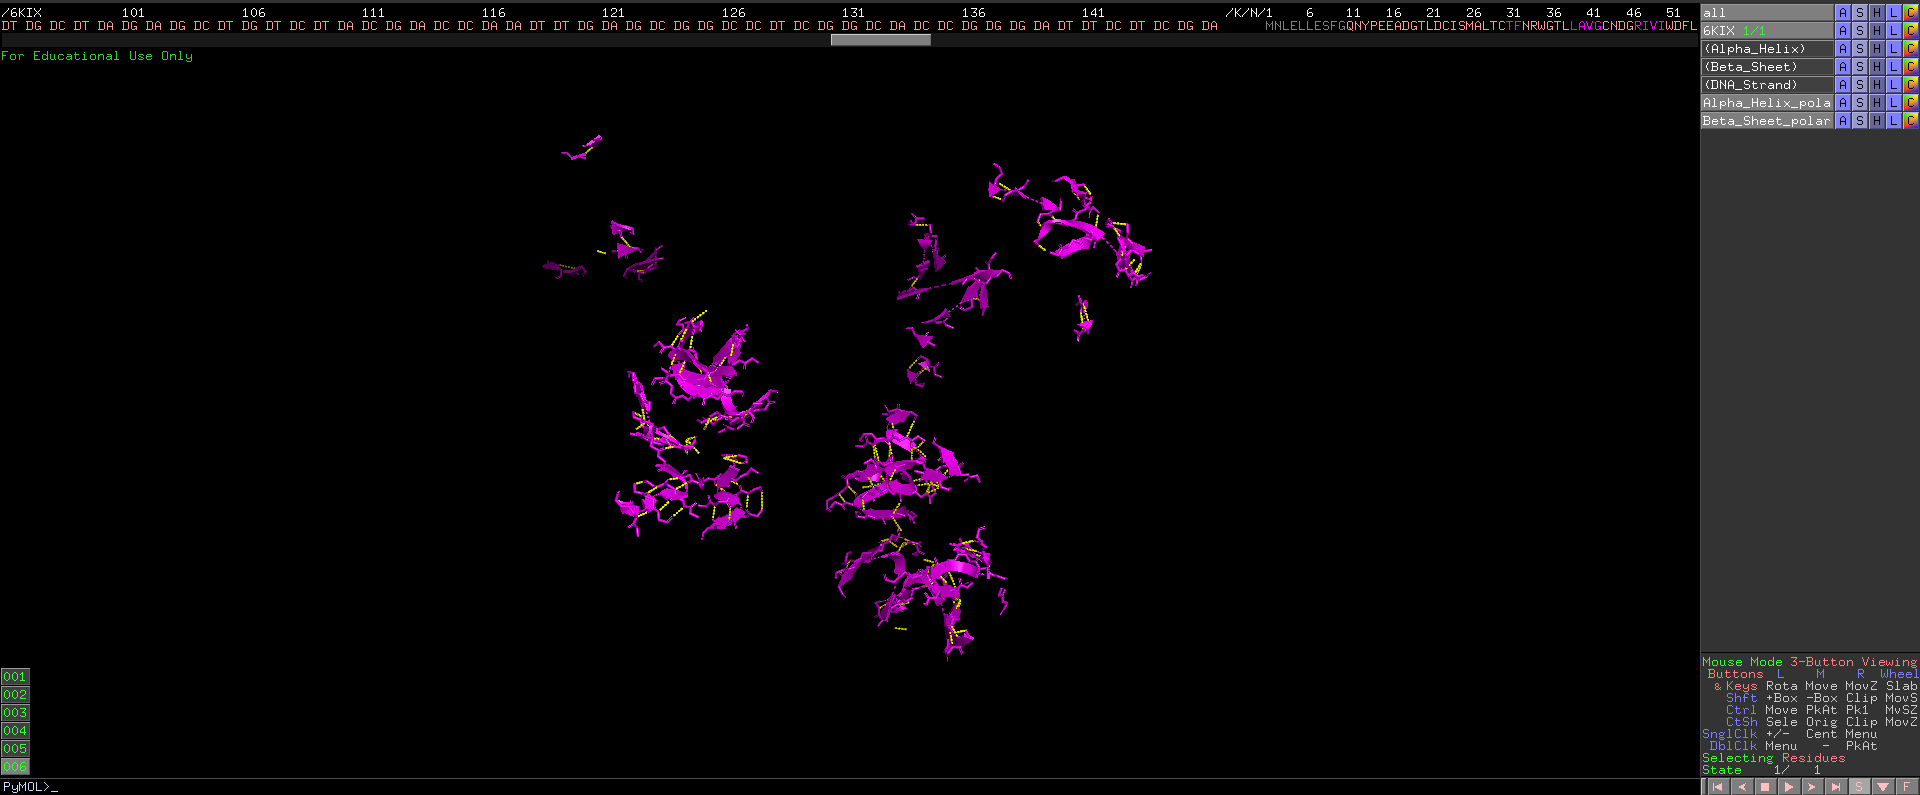 /6KIX 101 106 111 116 121 126 131 136 141 /K/N/1 6 11 16 21 26 31 36 41 46 51
DT DG DC DT DA DG DA DG DC DA DT DG DA DG DC DC DT DA DC DC DG DT DG DA DT DC DG DA DG DC DT DC DG DC DC DT DG DC DA DC DG DG DG DA DT DT DC DT DC DG DA MNLELLESFGQNYPEEADGTLDCISMALTCTFNRWGTLLAVGCNDGRIVIWDFL
For Educational Use Only
all A S H L C
6KIX 1/1 A S H L C
(Alpha_Helix) A S H L C
(Beta_Sheet) A S H L C
(DNA_Strand) A S H L C
Alpha_Helix_pola A S H L C
Beta_Sheet_polar A S H L C
001
002
003
004
005
006
Mouse Mode 3-Button Viewing
Buttons L M R Wheel
& Keys Rota Move MovZ Slab
Shft +Box -Box Clip MovS
Ctrl Move PkAt Pk1 MvSZ
CtSh Sele Orig Clip MovZ
SnglClk +/- Cent Menu
DblClk Menu - PkAt
Selecting Residues
State 1/ 1
S F
PyMOL>_